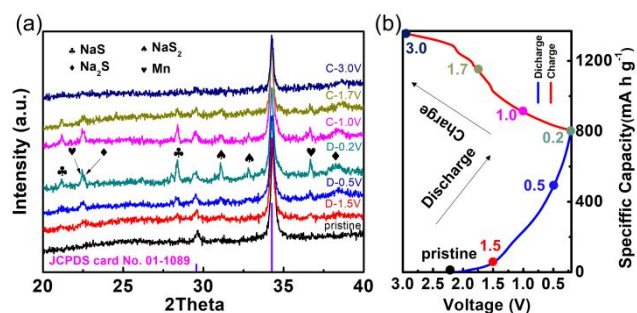 (a)
♣ NaS
♠ NaS₂
♦ Na₂S
♥ Mn
C-3.0V
C-1.7V
C-1.0V
D-0.2V
D-0.5V
D-1.5V
pristine
JCPDS card No. 01-1089
Intensity (a.u.)
20 25 30 35 40
2Theta
(b)
Dicharge
Charge
3.0
1.7
1.0
0.2
0.5
1.5
pristine
Charge
Discharge
1200
800
400
0
Speciffic Capacity(mA h g⁻¹)
3.0 2.5 2.0 1.5 1.0 0.5
Voltage (V)